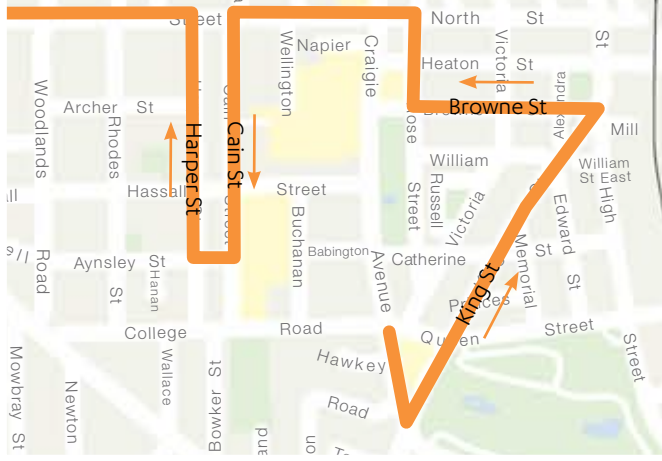 Street
North
St
St
Napier
Wellington
Craigie
Victoria
Heaton
St
Woodlands
Archer
St
Rhodes
Harper St
Cain St
Browne St
Alexandra
Mill
William
William
St East
Hassall
Street
Russell
Victoria
Street
Edward
High
Buchanan
Babington
Catherine
St
Memorial
Road
Aynsley
St
St
Hanan
Avenue
King St
Princes
St
College
Road
Queen
Street
Street
Hawkey
Road
Wallace
Bowker St
Mowbray St
Newton